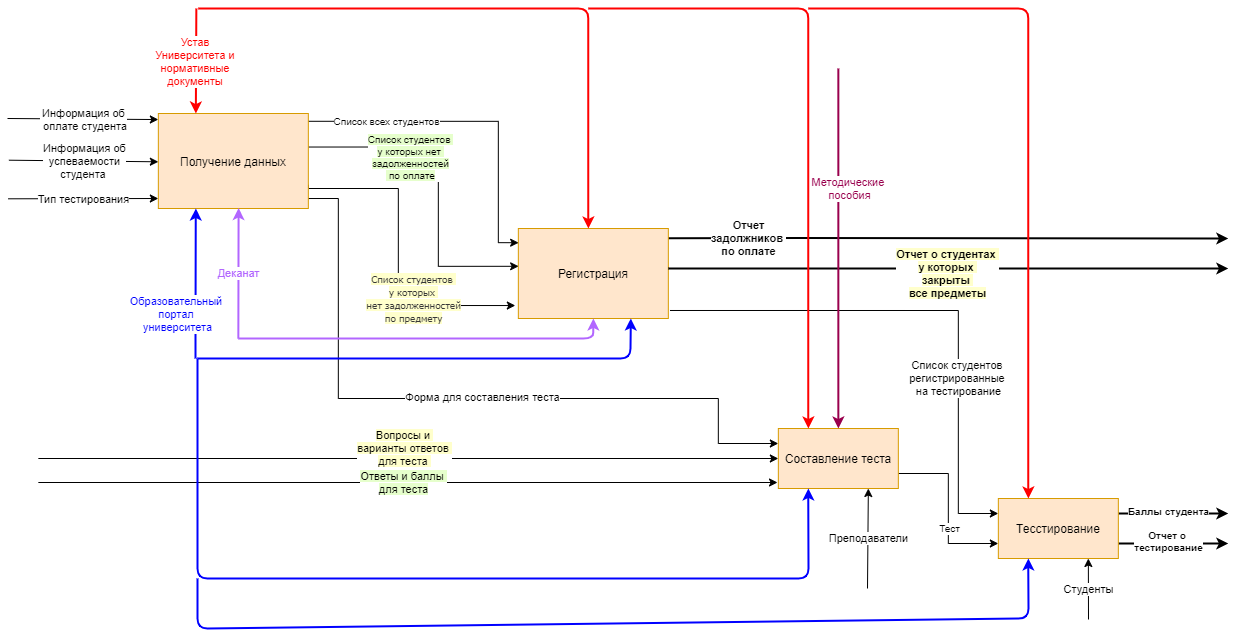 Устав
Университета и
нормативные
документы
Информация об
оплате студента
Информация об
успеваемости
студента
Тип тестирования
Получение данных
Список всех студентов
Список студентов
у которых нет
задолженностей
по оплате
Методические
пособия
Деканат
Образовательный
портал
университета
Список студентов
у которых
нет задолженностей
по предмету
Регистрация
Отчет
задолжников
по оплате
Отчет о студентах
у которых
закрыты
все предметы
Список студентов
регистрированные
на тестирование
Форма для составления теста
Вопросы и
варианты ответов
для теста
Ответы и баллы
для теста
Составление теста
Преподаватели
Тест
Тесстирование
Баллы студента
Отчет о
тестирование
Студенты